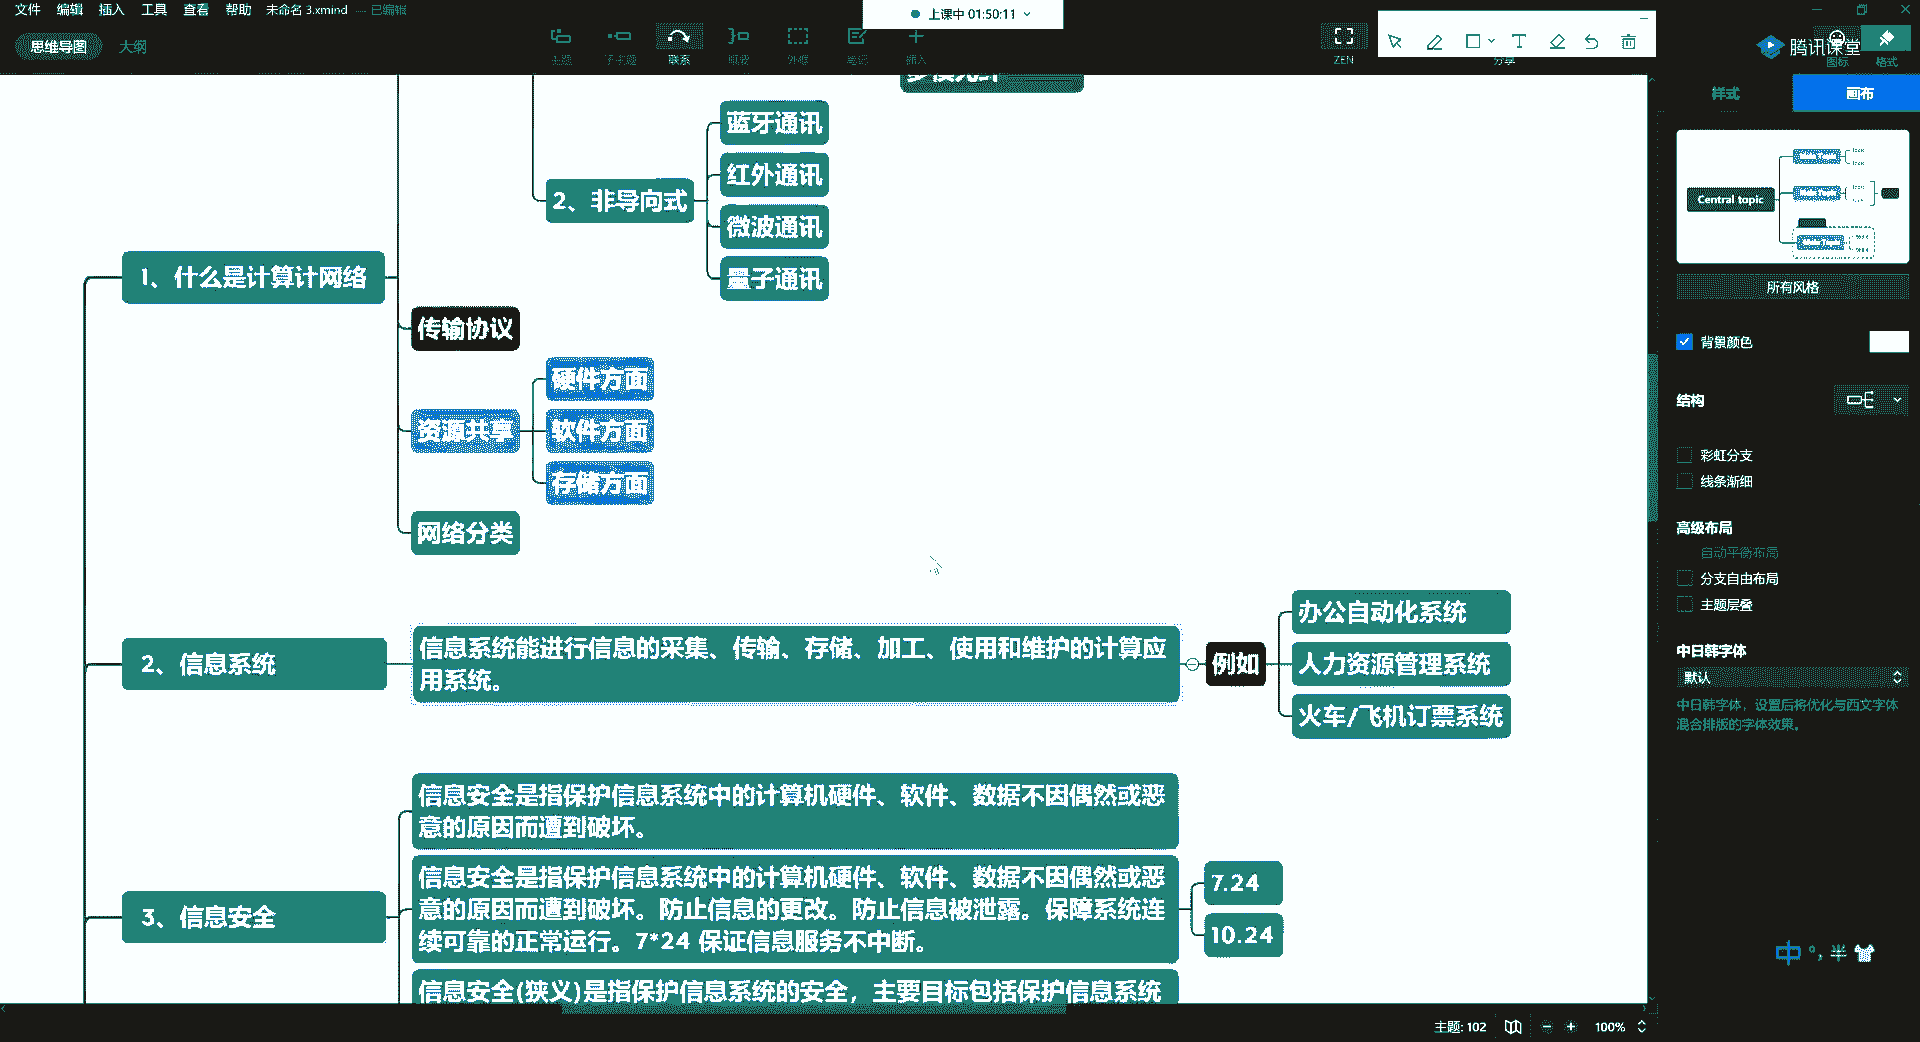 文件 编辑 插入 工具 查看 帮助 未命名 3.xmind — 已编辑
上课中 01:50:11
思维导图 大纲
主题 子主题 联系 概要 外框 笔记 插入
ZEN 分享 腾讯课堂 图标 格式
样式 画布
蓝牙通讯
红外通讯
2、非导向式
微波通讯
量子通讯
1、什么是计算计网络
传输协议
硬件方面
资源共享
软件方面
存储方面
网络分类
2、信息系统
信息系统能进行信息的采集、传输、存储、加工、使用和维护的计算应
用系统。
例如
办公自动化系统
人力资源管理系统
火车/飞机订票系统
3、信息安全
信息安全是指保护信息系统中的计算机硬件、软件、数据不因偶然或恶
意的原因而遭到破坏。
信息安全是指保护信息系统中的计算机硬件、软件、数据不因偶然或恶
意的原因而遭到破坏。防止信息的更改。防止信息被泄露。保障系统连
续可靠的正常运行。7*24 保证信息服务不中断。
7.24
10.24
信息安全(狭义)是指保护信息系统的安全，主要目标包括保护信息系统
Central topic
所有风格
背景颜色
结构
彩虹分支
线条渐细
高级布局
自动平衡布局
分支自由布局
主题层叠
中日韩字体
默认
中日韩字体，设置后将优化与西文字体
混合排版的字体效果。
中 °, 半
主题: 102 100%